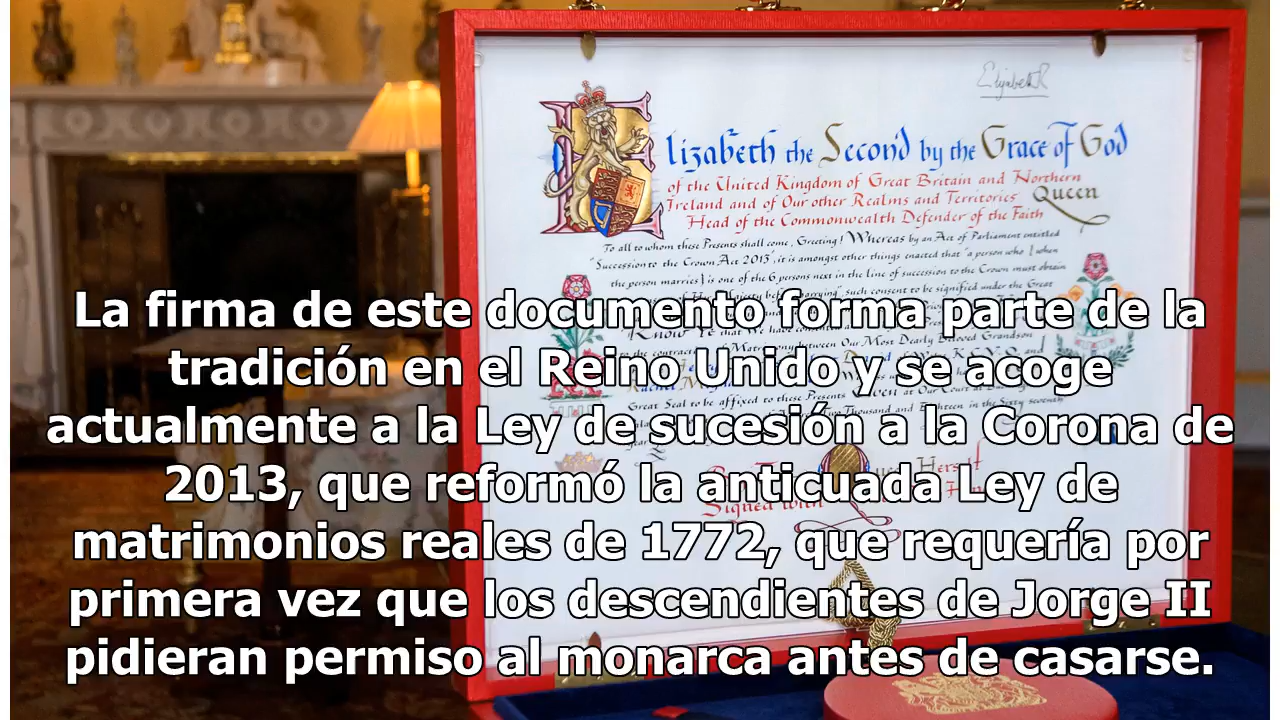 Elizabeth R
Elizabeth the Second by the Grace of God
of the United Kingdom of Great Britain and Northern
Ireland and of Our other Realms and Territories Queen
Head of the Commonwealth Defender of the Faith
To all to whom these Presents shall come, Greeting! Whereas by an Act of Parliament entitled
"Succession to the Crown Act 2013", it is amongst other things enacted that "a person who (when
the person marries) is one of the 6 persons next in the line of succession to the Crown must obtain
La firma de este documento forma parte de la
tradición en el Reino Unido y se acoge
actualmente a la Ley de sucesión a la Corona de
2013, que reformó la anticuada Ley de
matrimonios reales de 1772, que requería por
primera vez que los descendientes de Jorge II
pidieran permiso al monarca antes de casarse.